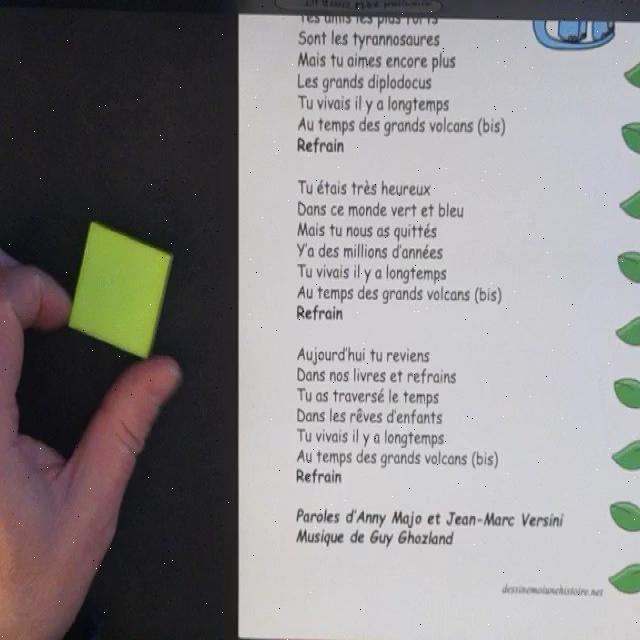 Tes amis les plus forts
Sont les tyrannosaures
Mais tu aimes encore plus
Les grands diplodocus
Tu vivais il y a longtemps
Au temps des grands volcans (bis)
Refrain
Tu étais très heureux
Dans ce monde vert et bleu
Mais tu nous as quittés
Y'a des millions d'années
Tu vivais il y a longtemps
Au temps des grands volcans (bis)
Refrain
Aujourd'hui tu reviens
Dans nos livres et refrains
Tu as traversé le temps
Dans les rêves d'enfants
Tu vivais il y a longtemps
Au temps des grands volcans (bis)
Refrain
Paroles d'Anny Majo et Jean-Marc Versini
Musique de Guy Ghozland
dessinemoiunehistoire.net